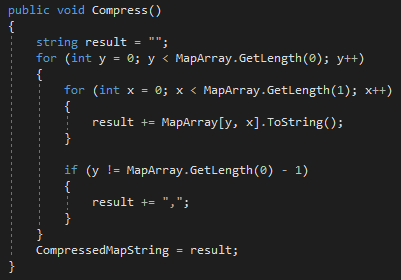 public void Compress()
{
string result = "";
for (int y = 0; y < MapArray.GetLength(0); y++)
{
for (int x = 0; x < MapArray.GetLength(1); x++)
{
result += MapArray[y, x].ToString();
}
if (y != MapArray.GetLength(0) - 1)
{
result += ",";
}
}
CompressedMapString = result;
}